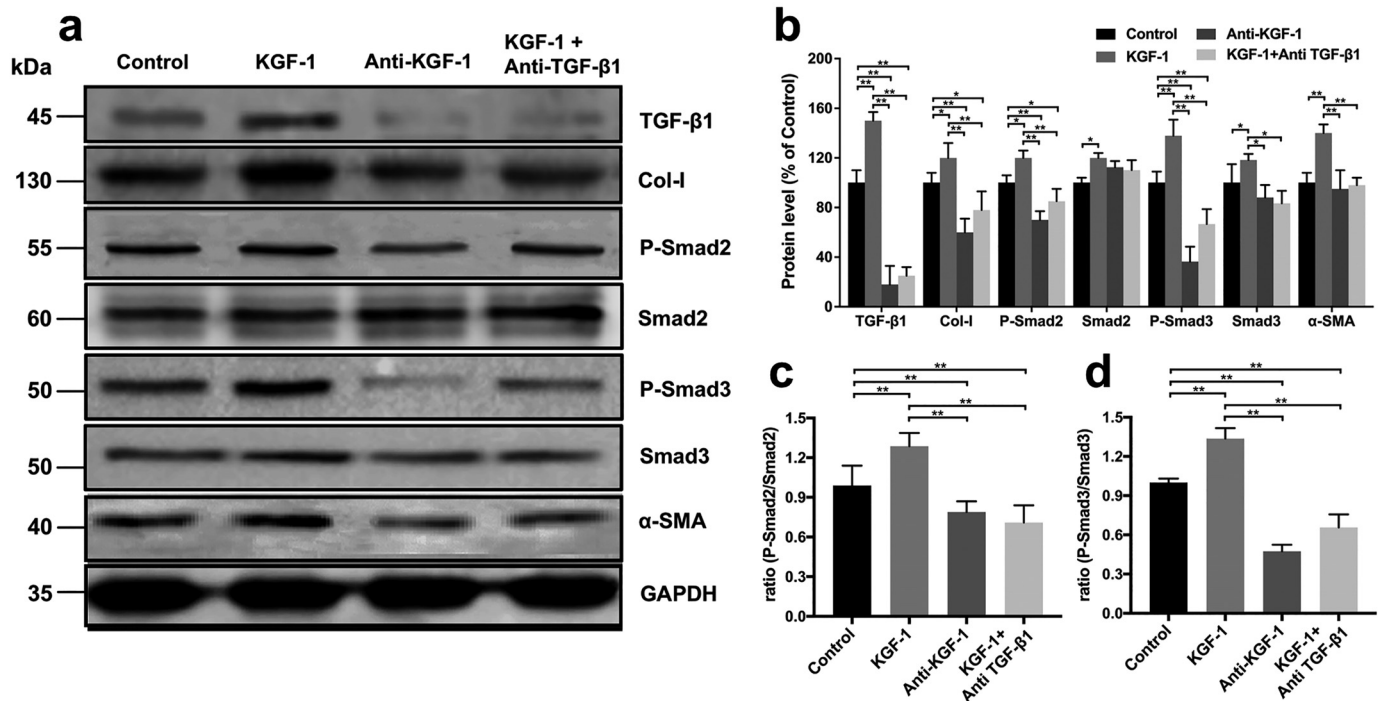 a
kDa
Control
KGF-1
Anti-KGF-1
KGF-1 +
Anti-TGF-β1
45
TGF-β1
130
Col-I
55
P-Smad2
60
Smad2
50
P-Smad3
50
Smad3
40
α-SMA
35
GAPDH
b
Control
KGF-1
Anti-KGF-1
KGF-1+Anti TGF-β1
Protein level (% of Control)
200
160
120
80
40
0
** ** ** ** **
* ** * ** **
* ** * ** **
*
** ** ** ** **
* * *
** ** **
TGF-β1 Col-I P-Smad2 Smad2 P-Smad3 Smad3 α-SMA
c
ratio (P-Smad2/Smad2)
1.5
1.2
0.9
0.6
0.3
0.0
**
**
**
**
**
Control
KGF-1
Anti-KGF-1
KGF-1+
Anti TGF-β1
d
ratio (P-Smad3/Smad3)
1.5
1.2
0.9
0.6
0.3
0.0
**
**
**
**
**
Control
KGF-1
Anti-KGF-1
KGF-1+
Anti TGF-β1